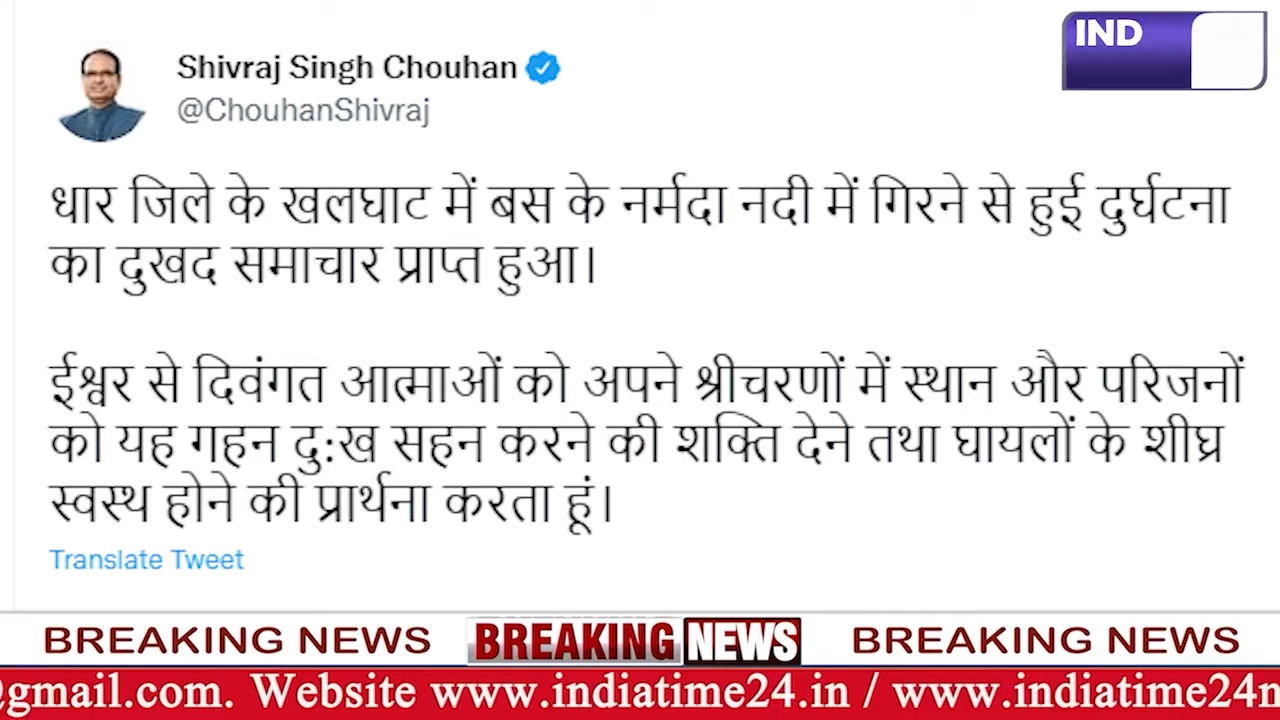 IND
Shivraj Singh Chouhan
@ChouhanShivraj
धार जिले के खलघाट में बस के नर्मदा नदी में गिरने से हुई दुर्घटना
का दुखद समाचार प्राप्त हुआ।
ईश्वर से दिवंगत आत्माओं को अपने श्रीचरणों में स्थान और परिजनों
को यह गहन दु:ख सहन करने की शक्ति देने तथा घायलों के शीघ्र
स्वस्थ होने की प्रार्थना करता हूं।
Translate Tweet
BREAKING NEWS BREAKING NEWS BREAKING NEWS
@gmail.com. Website www.indiatime24.in / www.indiatime24n